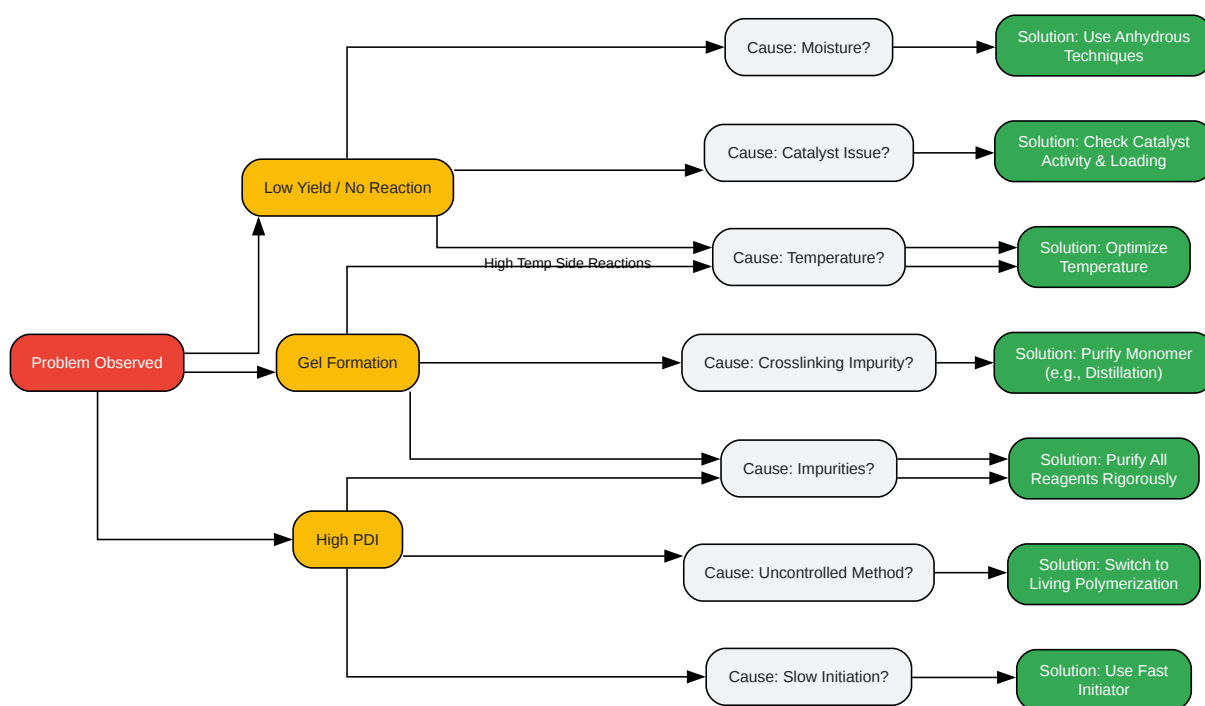 Cause: Moisture?
Solution: Use Anhydrous
Techniques
Cause: Catalyst Issue?
Solution: Check Catalyst
Activity & Loading
Low Yield / No Reaction
Cause: Temperature?
Solution: Optimize
Temperature
High Temp Side Reactions
Problem Observed
Gel Formation
Cause: Crosslinking Impurity?
Solution: Purify Monomer
(e.g., Distillation)
Cause: Impurities?
Solution: Purify All
Reagents Rigorously
High PDI
Cause: Uncontrolled Method?
Solution: Switch to
Living Polymerization
Cause: Slow Initiation?
Solution: Use Fast
Initiator